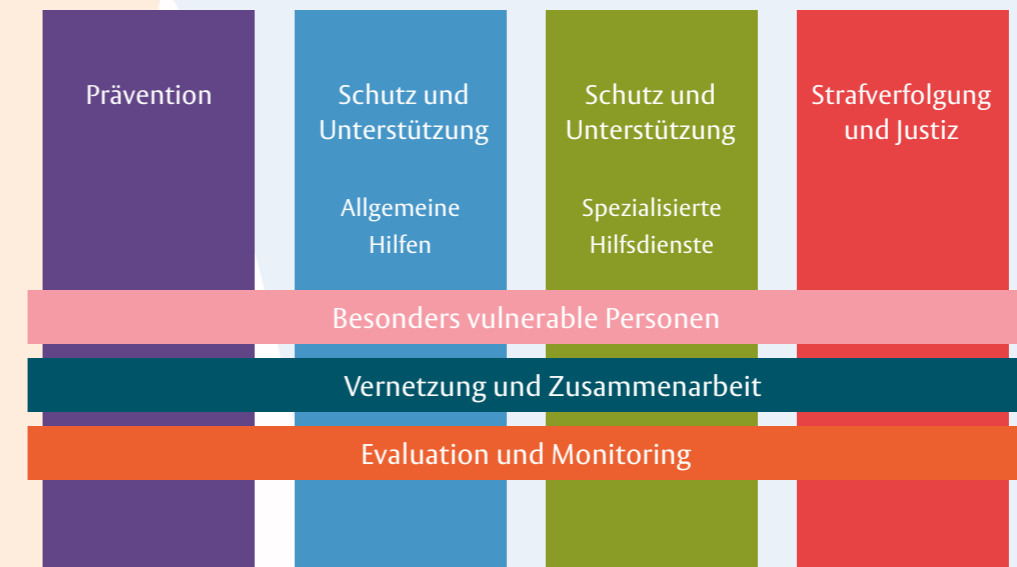 Prävention
Schutz und
Unterstützung
Allgemeine
Hilfen
Schutz und
Unterstützung
Spezialisierte
Hilfsdienste
Strafverfolgung
und Justiz
Besonders vulnerable Personen
Vernetzung und Zusammenarbeit
Evaluation und Monitoring